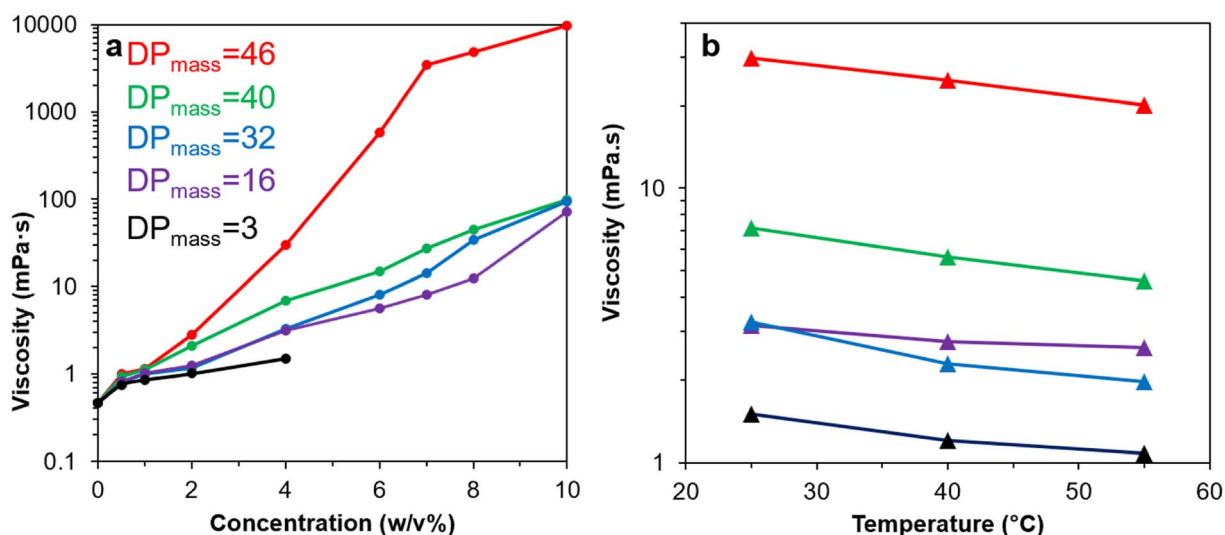 a
DPmass=46
DPmass=40
DPmass=32
DPmass=16
DPmass=3
Viscosity (mPa·s)
10000
1000
100
10
1
0.1
0 2 4 6 8 10
Concentration (w/v%)
b
Viscosity (mPa.s)
10
1
20 30 40 50 60
Temperature (°C)